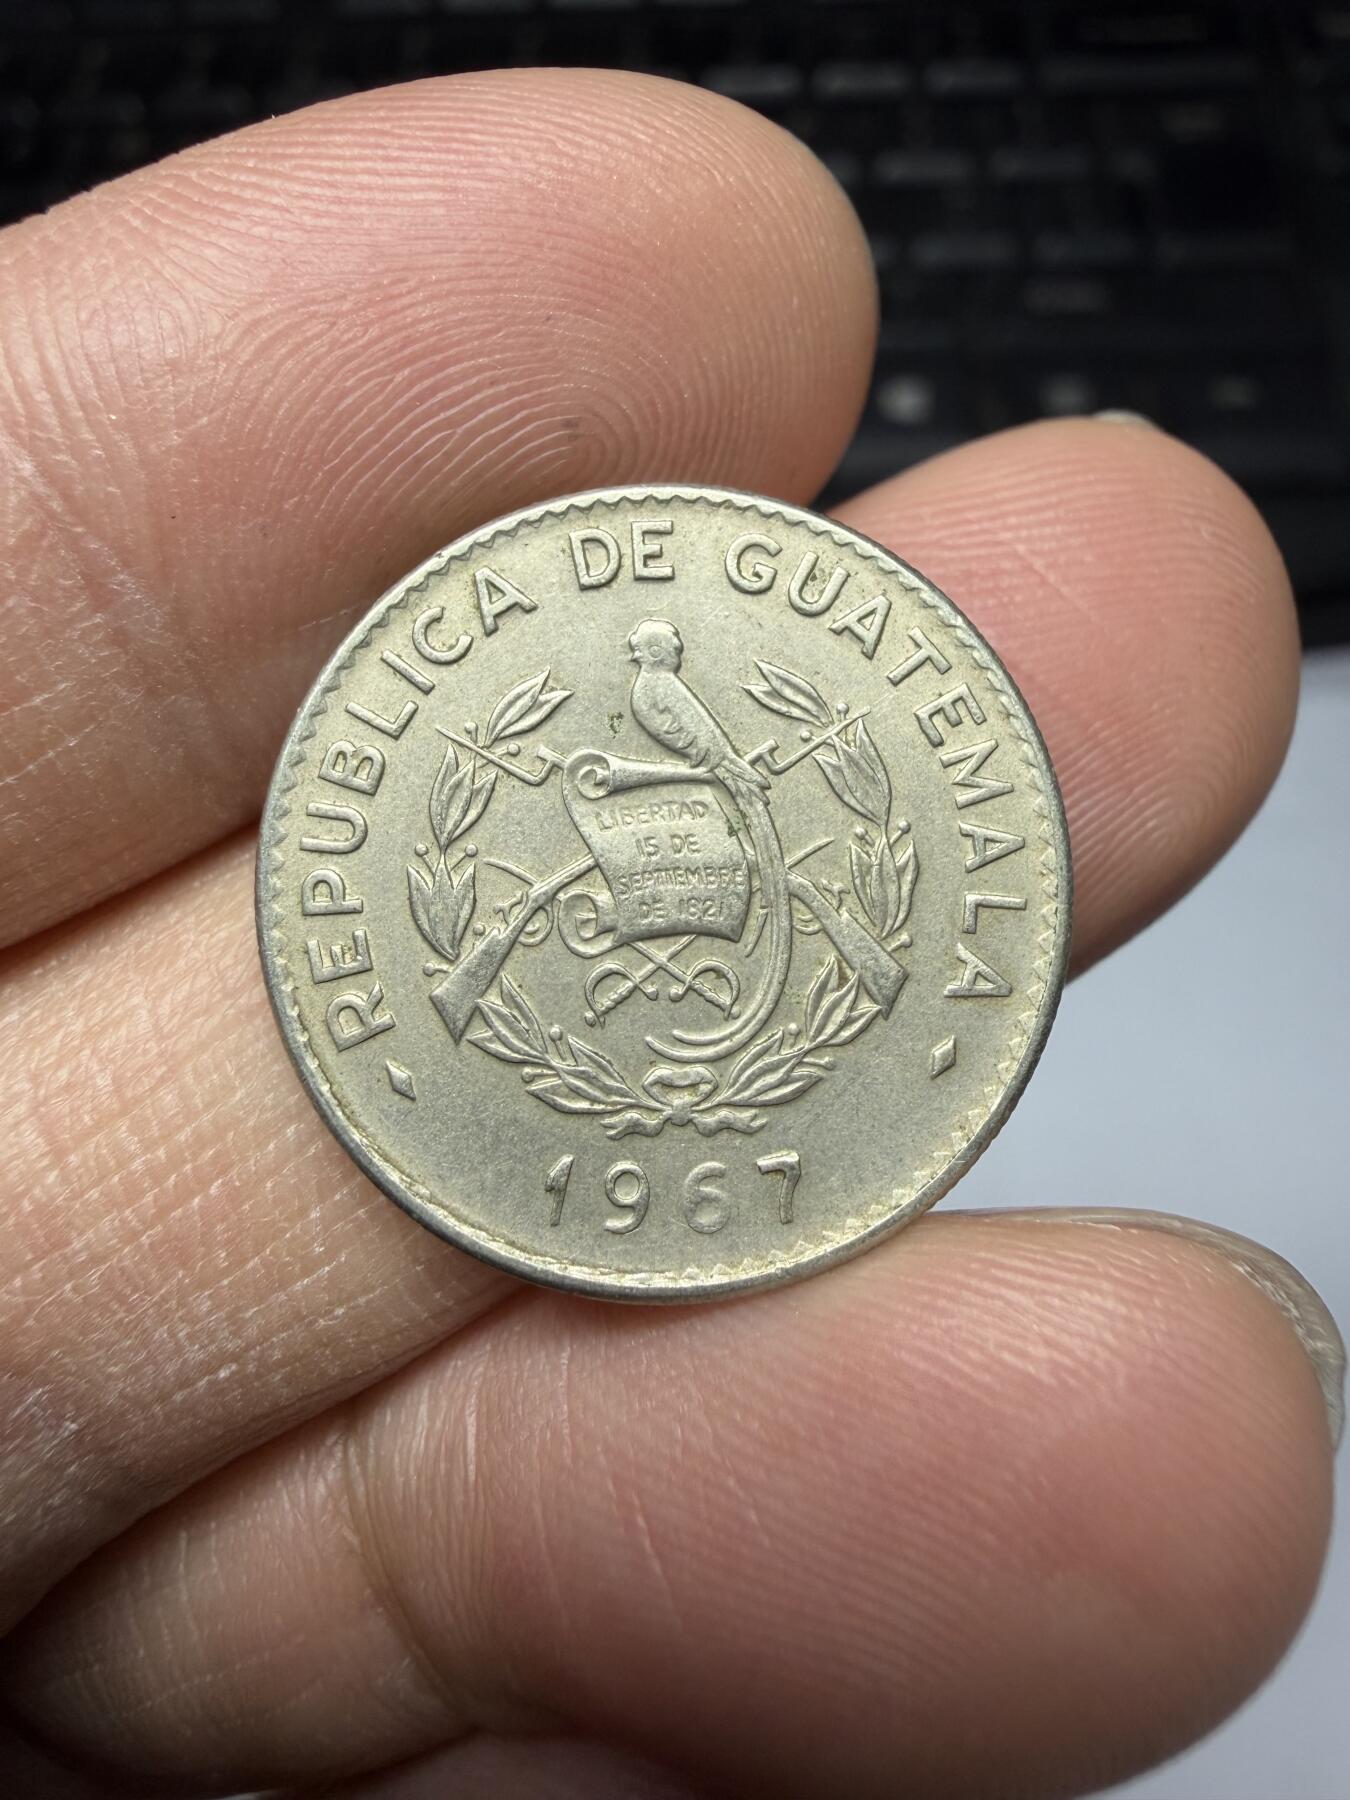 REPUBLICA DE GUATEMALA
LIBERTAD
15 DE
SEPTIEMBRE
DE 1821
1967